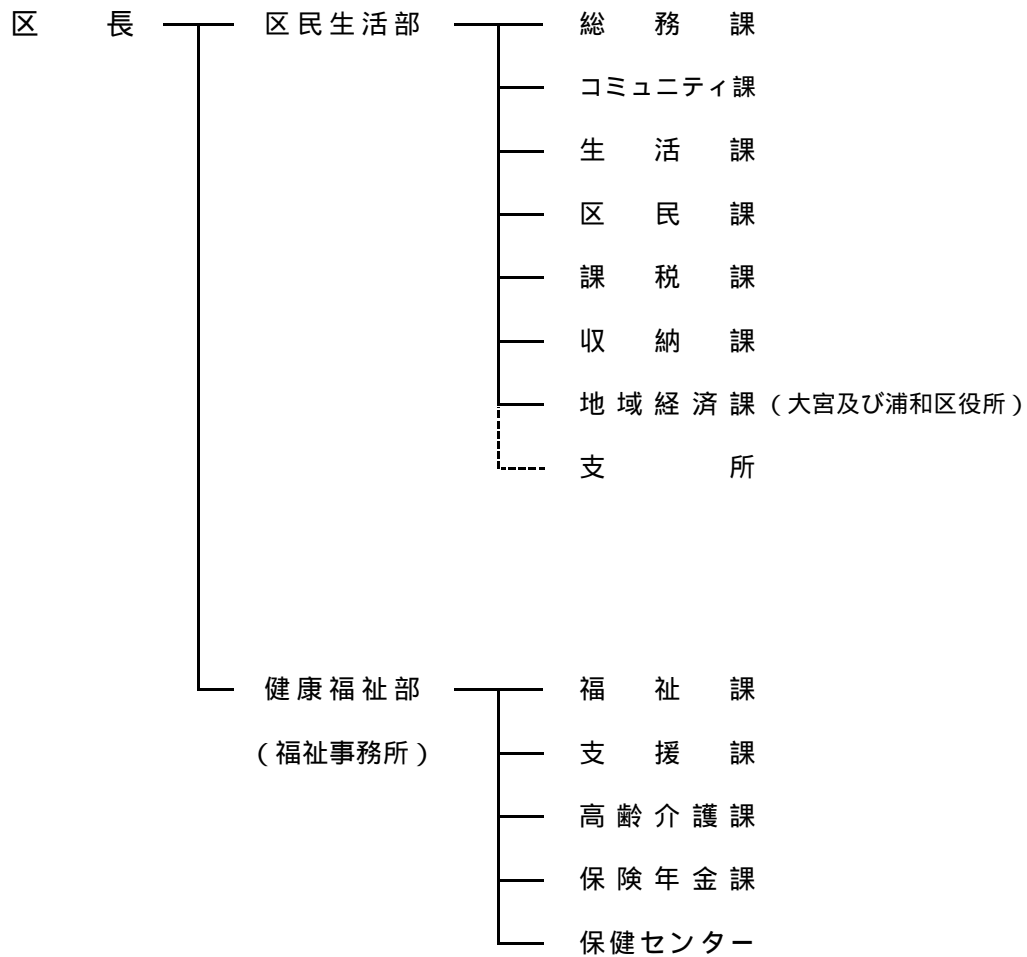 区長 区民生活部 総務課
コミュニティ課
生活課
区民課
課税課
収納課
地域経済課(大宮及び浦和区役所)
支所
健康福祉部 福祉課
(福祉事務所) 支援課
高齢介護課
保険年金課
保健センター